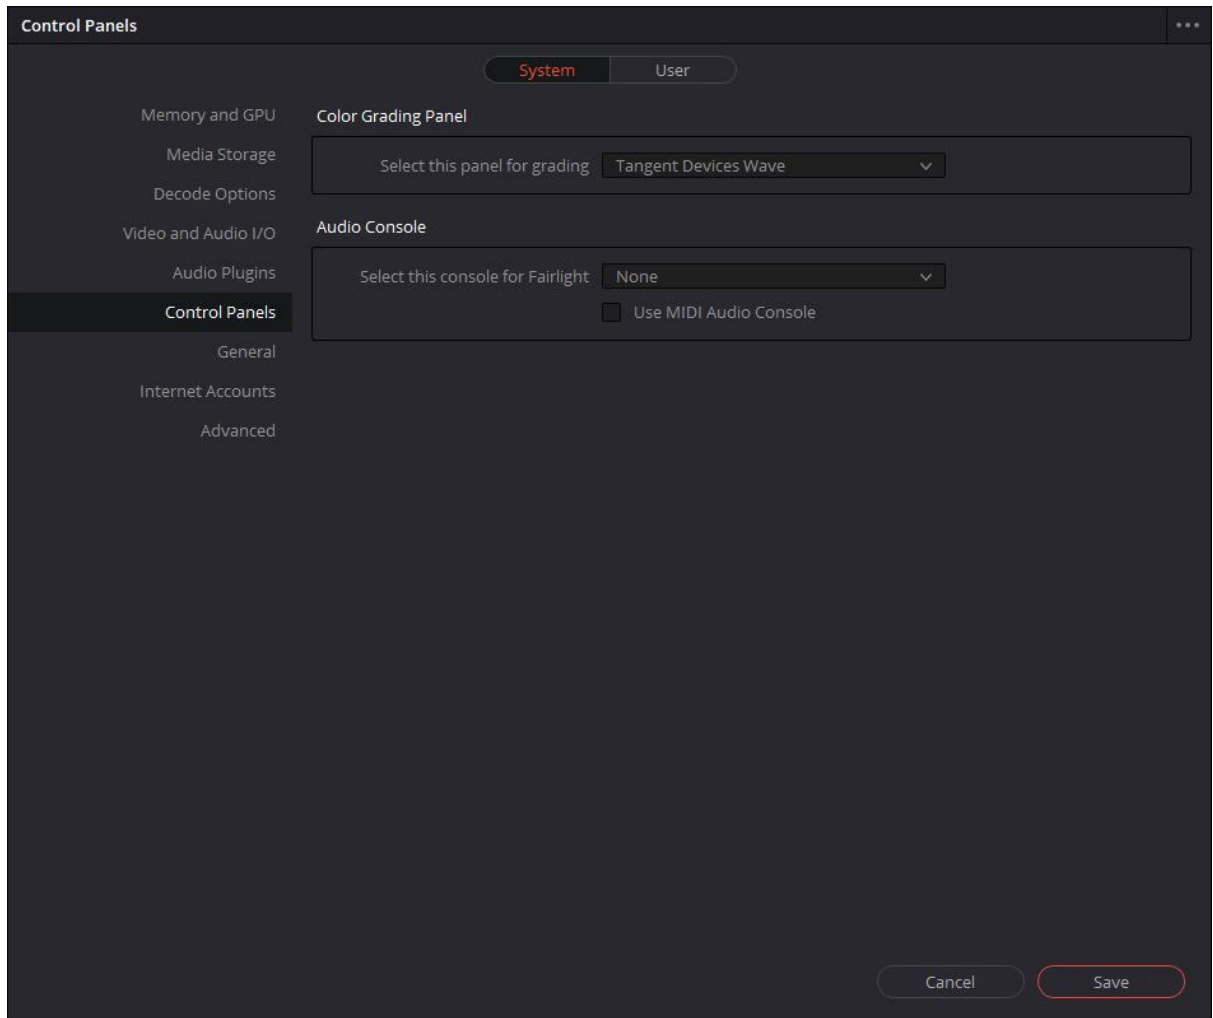 Control Panels
System User
Memory and GPU
Media Storage
Decode Options
Video and Audio I/O
Audio Plugins
Control Panels
General
Internet Accounts
Advanced
Color Grading Panel
Select this panel for grading Tangent Devices Wave
Audio Console
Select this console for Fairlight None
Use MIDI Audio Console
Cancel Save